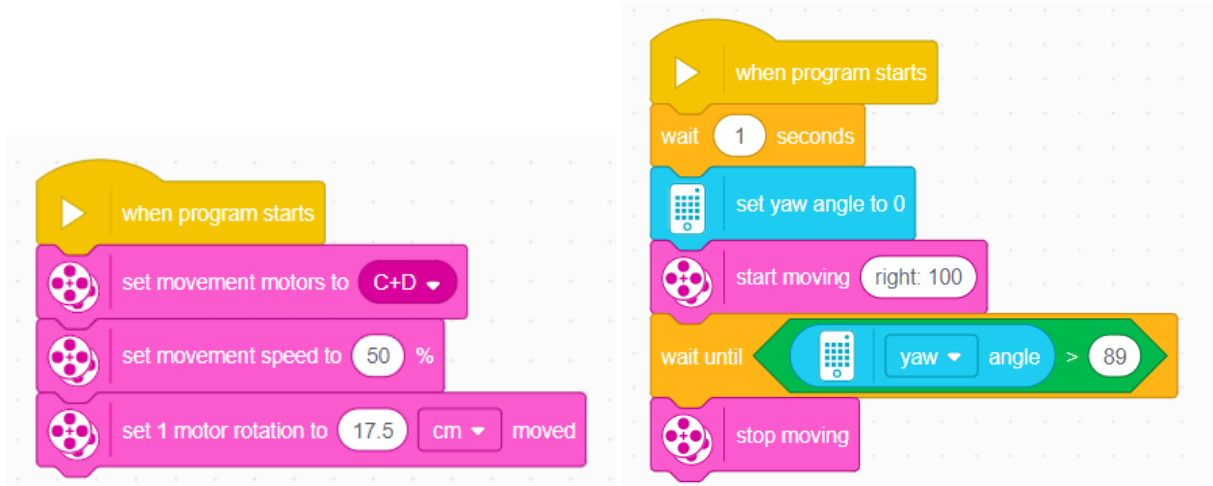 when program starts
set movement motors to C+D
set movement speed to 50 %
set 1 motor rotation to 17.5 cm moved
when program starts
wait 1 seconds
set yaw angle to 0
start moving right: 100
wait until yaw angle > 89
stop moving